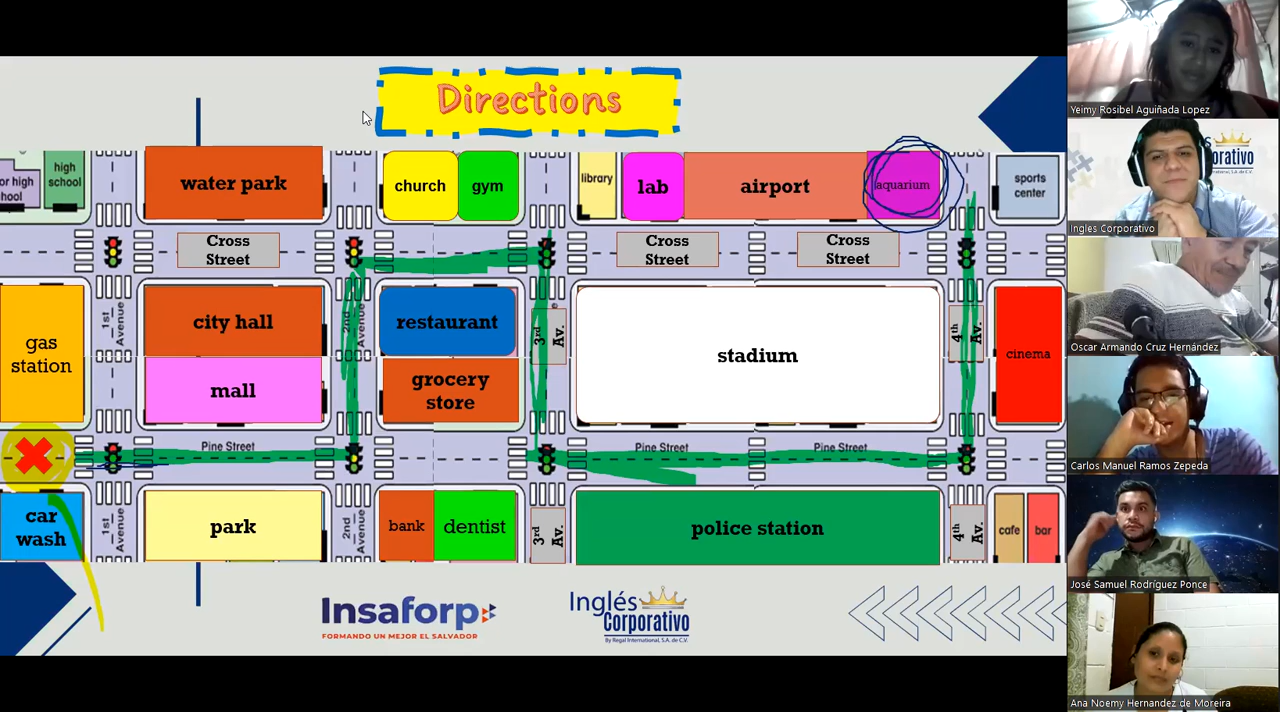 Directions
or high
chool
high
school
water park
church
gym
library
lab
airport
aquarium
sports
center
Cross
Street
Cross
Street
Cross
Street
gas
station
1st
Avenue
city hall
2nd
restaurant
3rd
Av.
stadium
4th
Av.
cinema
mall
grocery
store
Pine Street
Pine Street
Pine Street
car
wash
1st
Avenue
park
2nd
Avenue
bank
dentist
3rd
Av.
police station
4th
Av.
cafe
bar
Insaforp
FORMANDO UN MEJOR EL SALVADOR
Inglés
Corporativo
By Regal International, S.A. de C.V.
Yeimy Rosibel Aguiñada Lopez
Ingles Corporativo
Oscar Armando Cruz Hernández
Carlos Manuel Ramos Zepeda
José Samuel Rodríguez Ponce
Ana Noemy Hernandez de Moreira